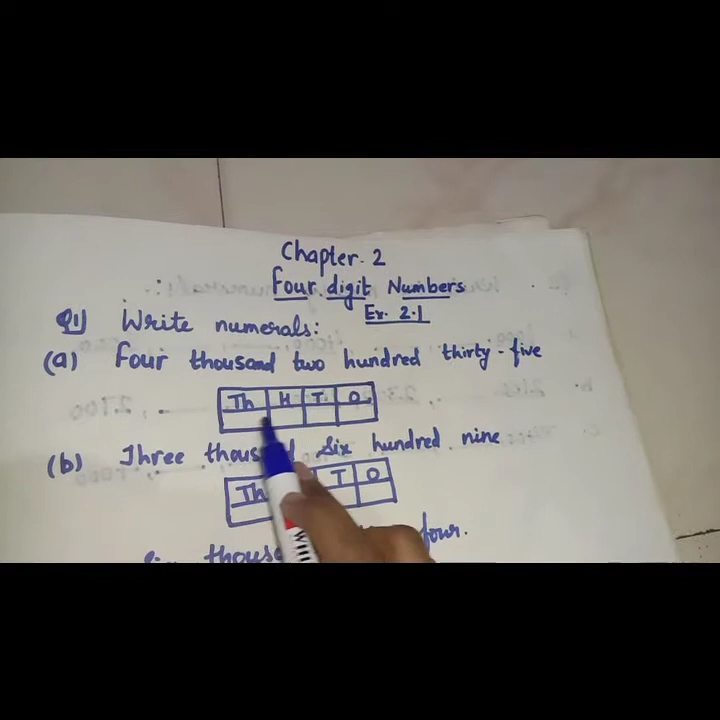 Chapter. 2
Four digit Numbers
Ex. 2.1
Q1) Write numerals:
(a) Four thousand two hundred thirty-five
Th H T O
(b) Three thousand Six hundred nine
Th T O
thous four.